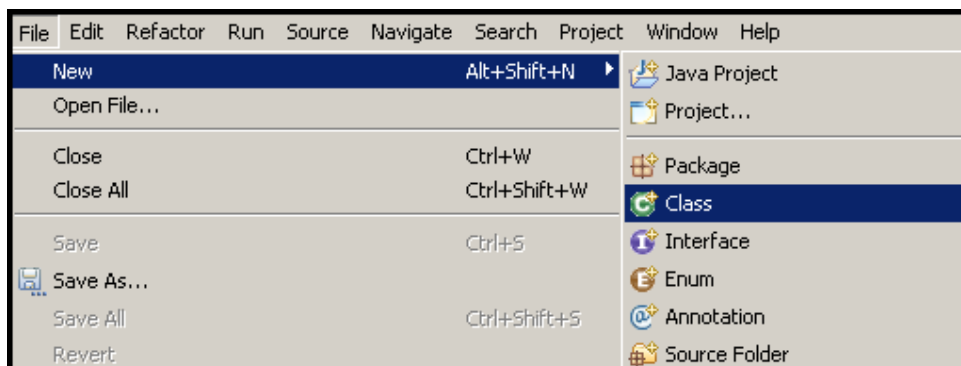 File Edit Refactor Run Source Navigate Search Project Window Help
New Alt+Shift+N
Open File...
Close Ctrl+W
Close All Ctrl+Shift+W
Save Ctrl+S
Save As...
Save All Ctrl+Shift+S
Revert
Java Project
Project...
Package
Class
Interface
Enum
Annotation
Source Folder